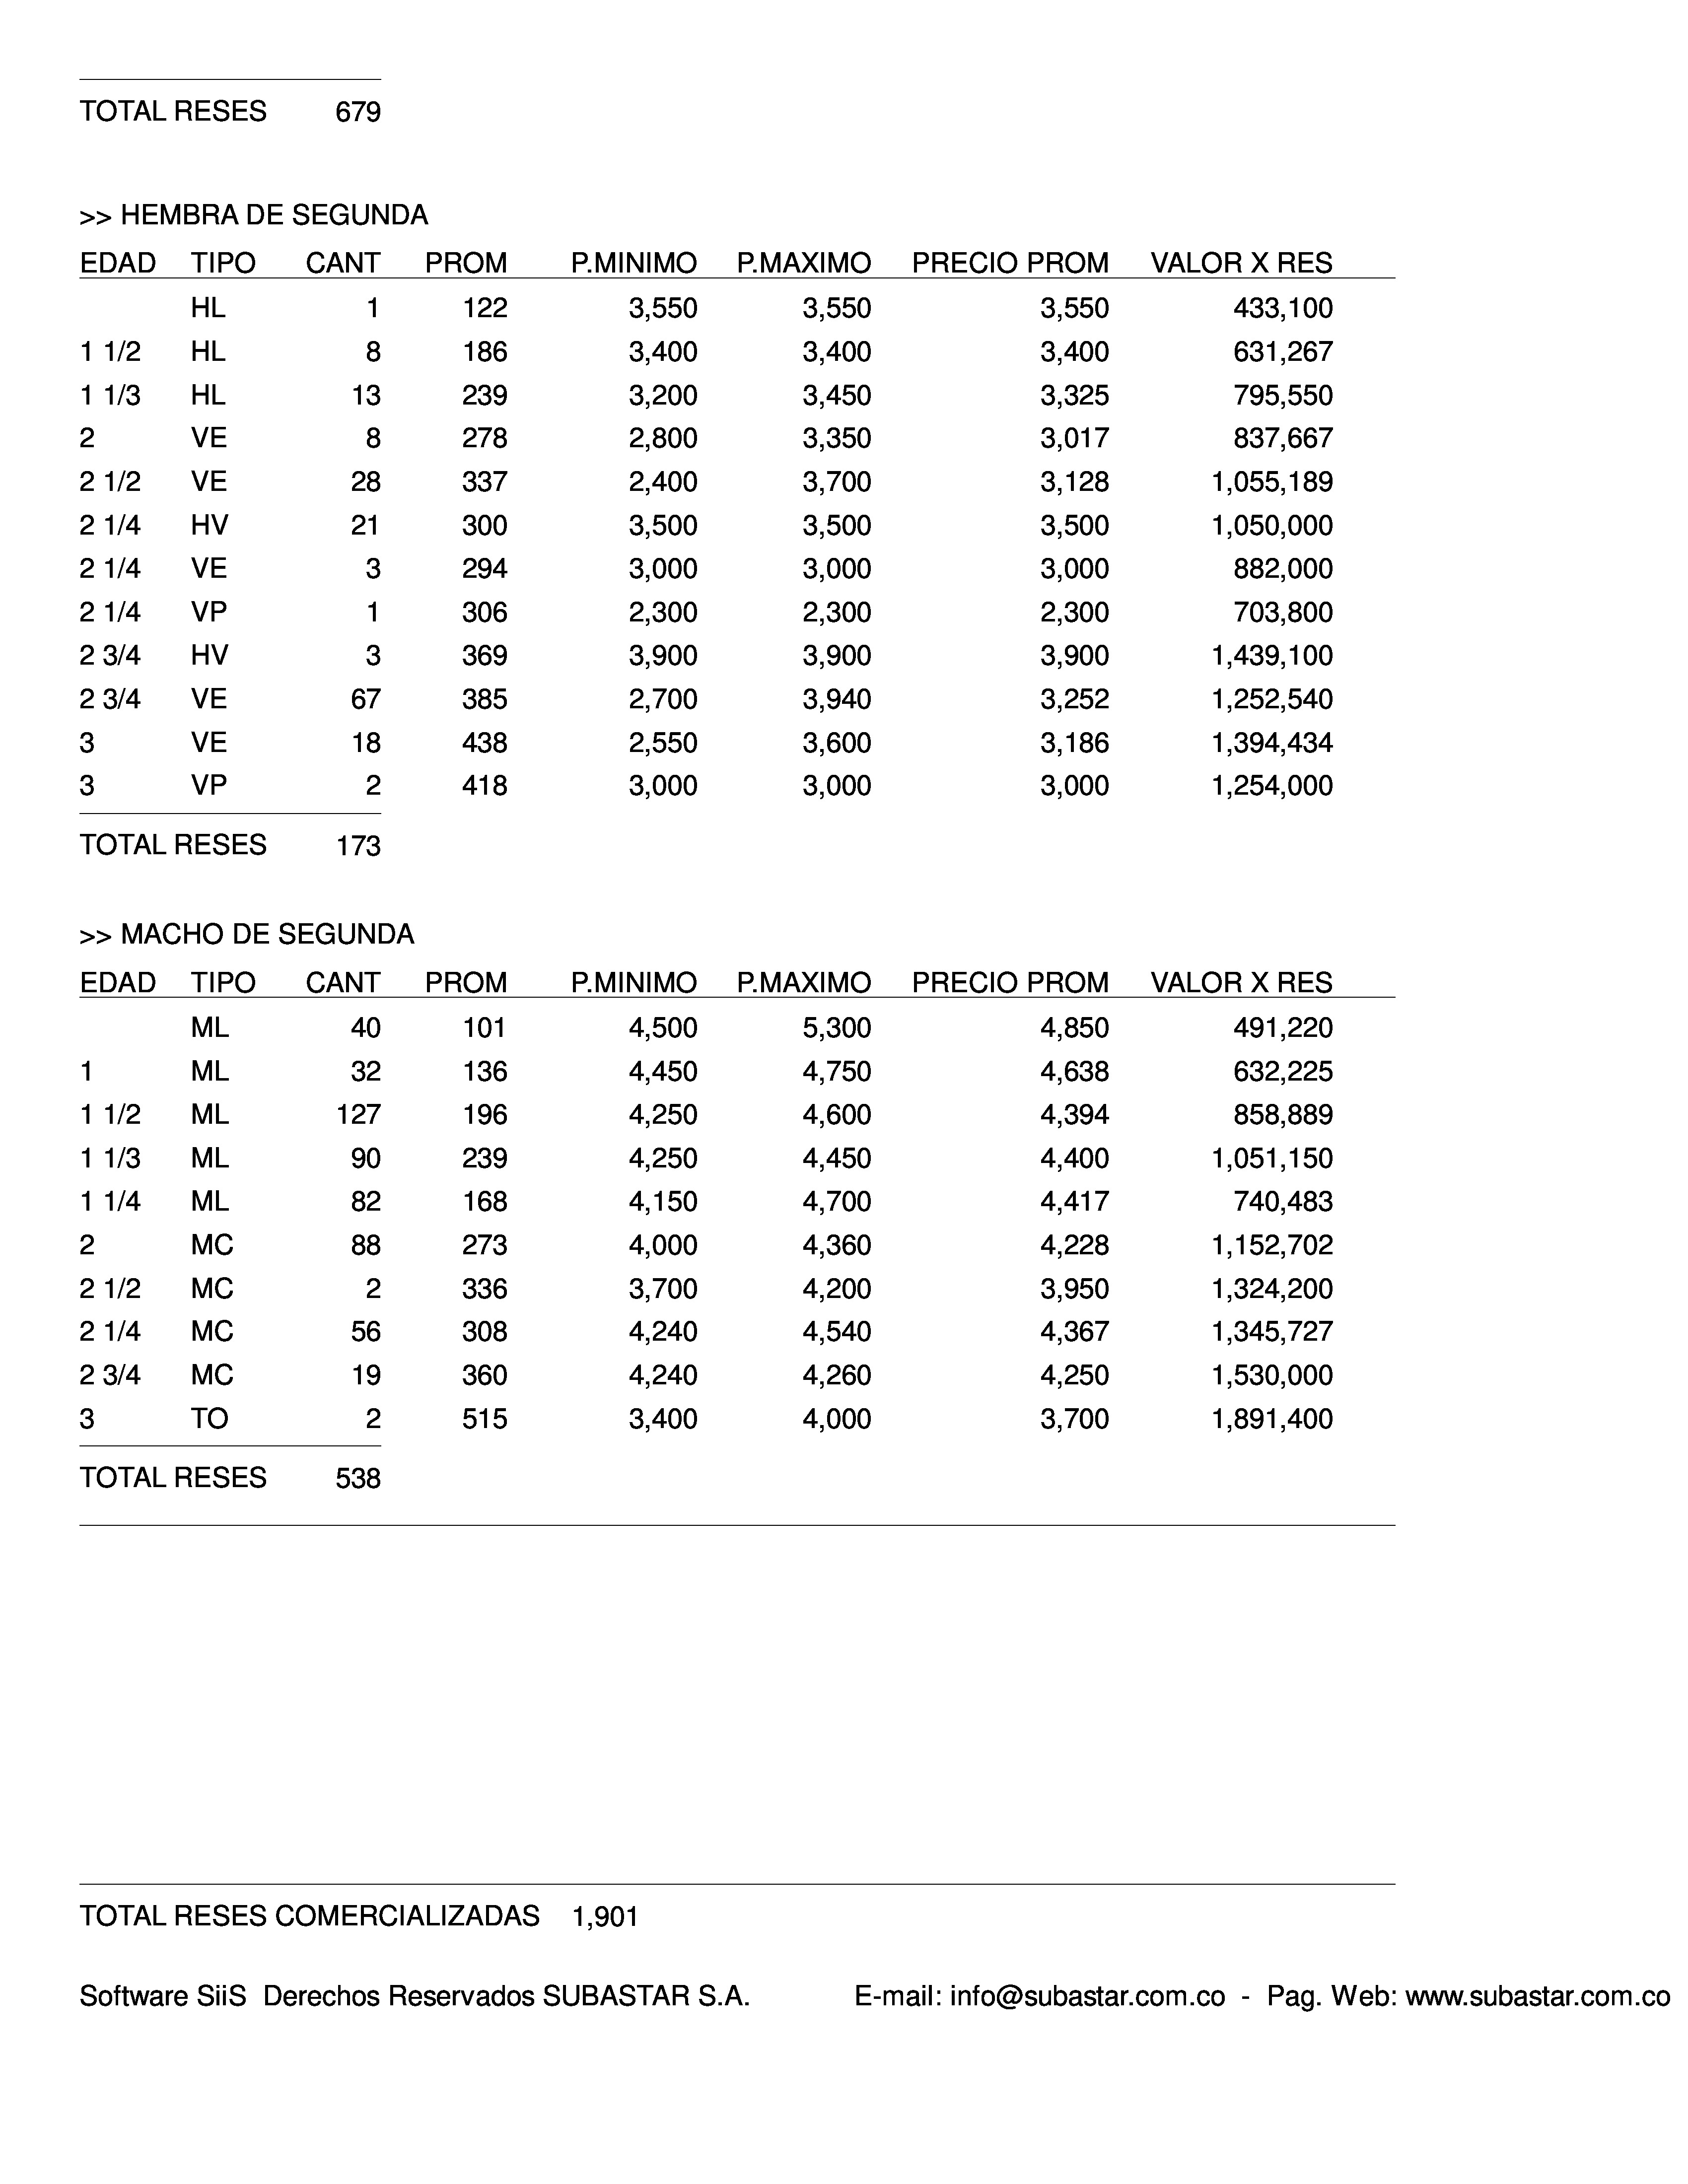 TOTAL RESES 679
>> HEMBRA DE SEGUNDA
EDAD TIPO CANT PROM P.MINIMO P.MAXIMO PRECIO PROM VALOR X RES
HL 1 122 3,550 3,550 3,550 433,100
1 1/2 HL 8 186 3,400 3,400 3,400 631,267
1 1/3 HL 13 239 3,200 3,450 3,325 795,550
2 VE 8 278 2,800 3,350 3,017 837,667
2 1/2 VE 28 337 2,400 3,700 3,128 1,055,189
2 1/4 HV 21 300 3,500 3,500 3,500 1,050,000
2 1/4 VE 3 294 3,000 3,000 3,000 882,000
2 1/4 VP 1 306 2,300 2,300 2,300 703,800
2 3/4 HV 3 369 3,900 3,900 3,900 1,439,100
2 3/4 VE 67 385 2,700 3,940 3,252 1,252,540
3 VE 18 438 2,550 3,600 3,186 1,394,434
3 VP 2 418 3,000 3,000 3,000 1,254,000
TOTAL RESES 173
>> MACHO DE SEGUNDA
EDAD TIPO CANT PROM P.MINIMO P.MAXIMO PRECIO PROM VALOR X RES
ML 40 101 4,500 5,300 4,850 491,220
1 ML 32 136 4,450 4,750 4,638 632,225
1 1/2 ML 127 196 4,250 4,600 4,394 858,889
1 1/3 ML 90 239 4,250 4,450 4,400 1,051,150
1 1/4 ML 82 168 4,150 4,700 4,417 740,483
2 MC 88 273 4,000 4,360 4,228 1,152,702
2 1/2 MC 2 336 3,700 4,200 3,950 1,324,200
2 1/4 MC 56 308 4,240 4,540 4,367 1,345,727
2 3/4 MC 19 360 4,240 4,260 4,250 1,530,000
3 TO 2 515 3,400 4,000 3,700 1,891,400
TOTAL RESES 538
TOTAL RESES COMERCIALIZADAS 1,901
Software SiiS Derechos Reservados SUBASTAR S.A. E-mail: info@subastar.com.co - Pag. Web: www.subastar.com.co